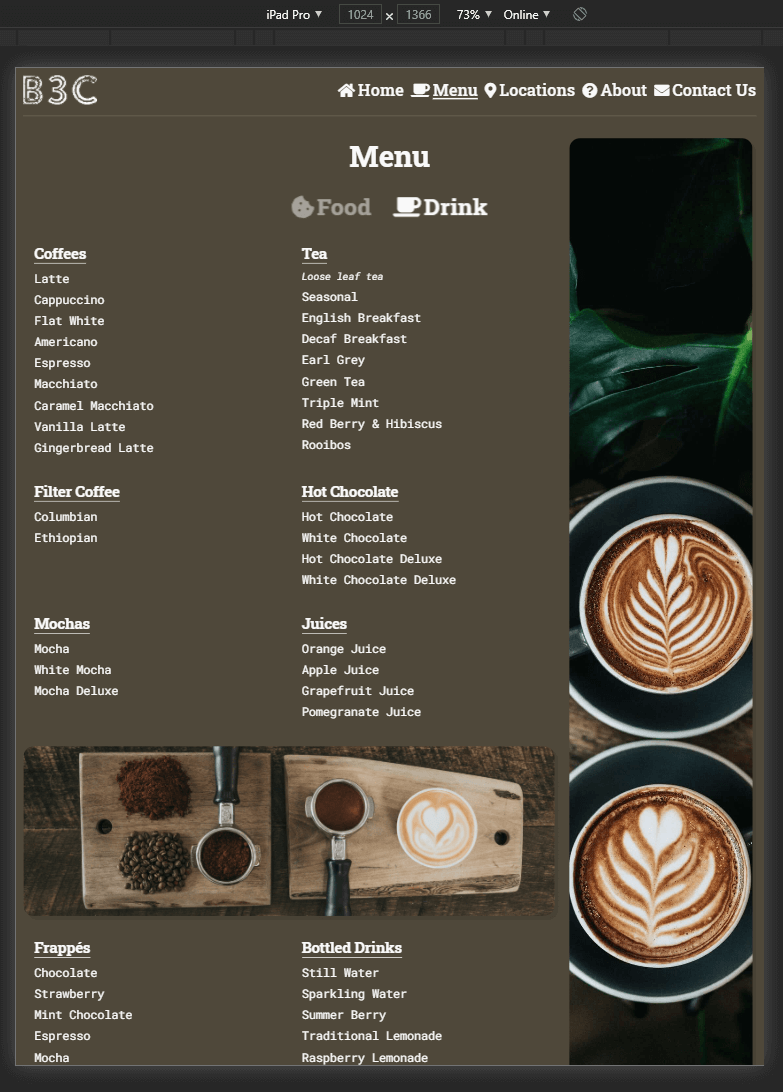 iPad Pro ▼ 1024 x 1366 73% ▼ Online ▼
B3C
Home Menu Locations About Contact Us
Menu
Food Drink
Coffees
Latte
Cappuccino
Flat White
Americano
Espresso
Macchiato
Caramel Macchiato
Vanilla Latte
Gingerbread Latte
Tea
Loose leaf tea
Seasonal
English Breakfast
Decaf Breakfast
Earl Grey
Green Tea
Triple Mint
Red Berry & Hibiscus
Rooibos
Filter Coffee
Columbian
Ethiopian
Hot Chocolate
Hot Chocolate
White Chocolate
Hot Chocolate Deluxe
White Chocolate Deluxe
Mochas
Mocha
White Mocha
Mocha Deluxe
Juices
Orange Juice
Apple Juice
Grapefruit Juice
Pomegranate Juice
Frappés
Chocolate
Strawberry
Mint Chocolate
Espresso
Mocha
Bottled Drinks
Still Water
Sparkling Water
Summer Berry
Traditional Lemonade
Raspberry Lemonade